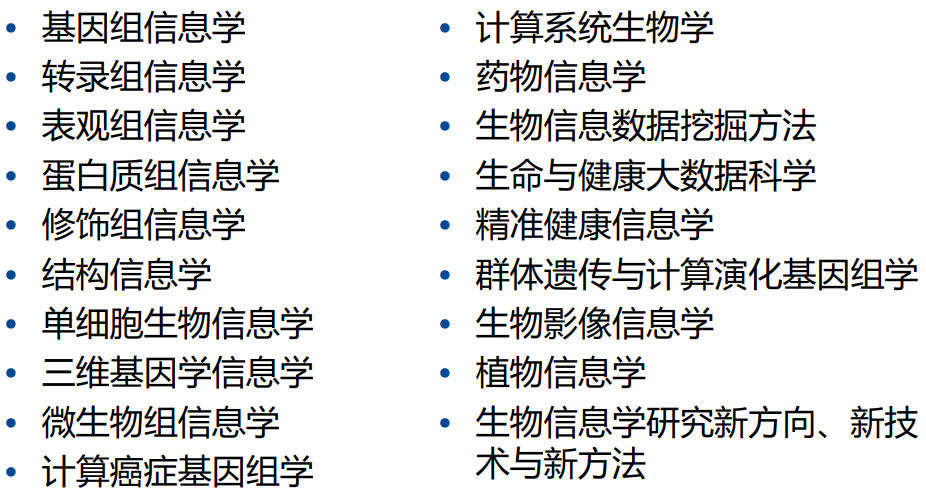 • 基因组信息学
• 转录组信息学
• 表观组信息学
• 蛋白质组信息学
• 修饰组信息学
• 结构信息学
• 单细胞生物信息学
• 三维基因学信息学
• 微生物组信息学
• 计算癌症基因组学
• 计算系统生物学
• 药物信息学
• 生物信息数据挖掘方法
• 生命与健康大数据科学
• 精准健康信息学
• 群体遗传与计算演化基因组学
• 生物影像信息学
• 植物信息学
• 生物信息学研究新方向、新技
术与新方法